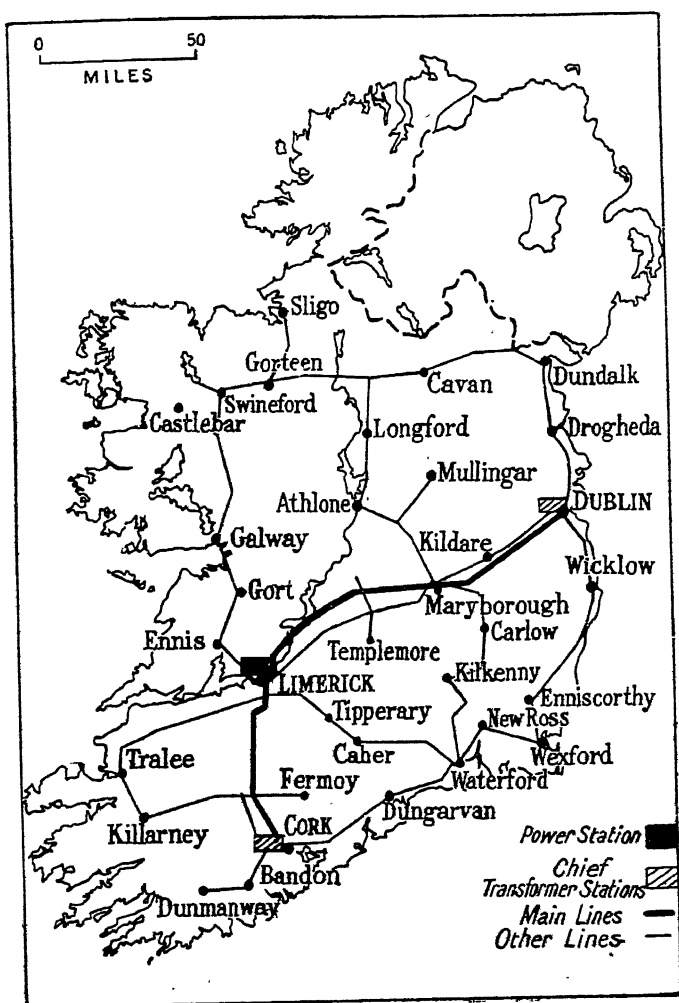 0 50
MILES
Sligo
Gorteen
Cavan
Dundalk
Swineford
Castlebar
Longford
Drogheda
Mullingar
Athlone
DUBLIN
Galway
Kildare
Wicklow
Gort
Maryborough
Ennis
Templemore
Carlow
LIMERICK
Kilkenny
Enniscorthy
Tipperary
New Ross
Caher
Wexford
Tralee
Waterford
Fermoy
Dungarvan
Killarney
CORK
Bandon
Dunmanway
Power Station
Chief
Transformer Stations
Main Lines
Other Lines